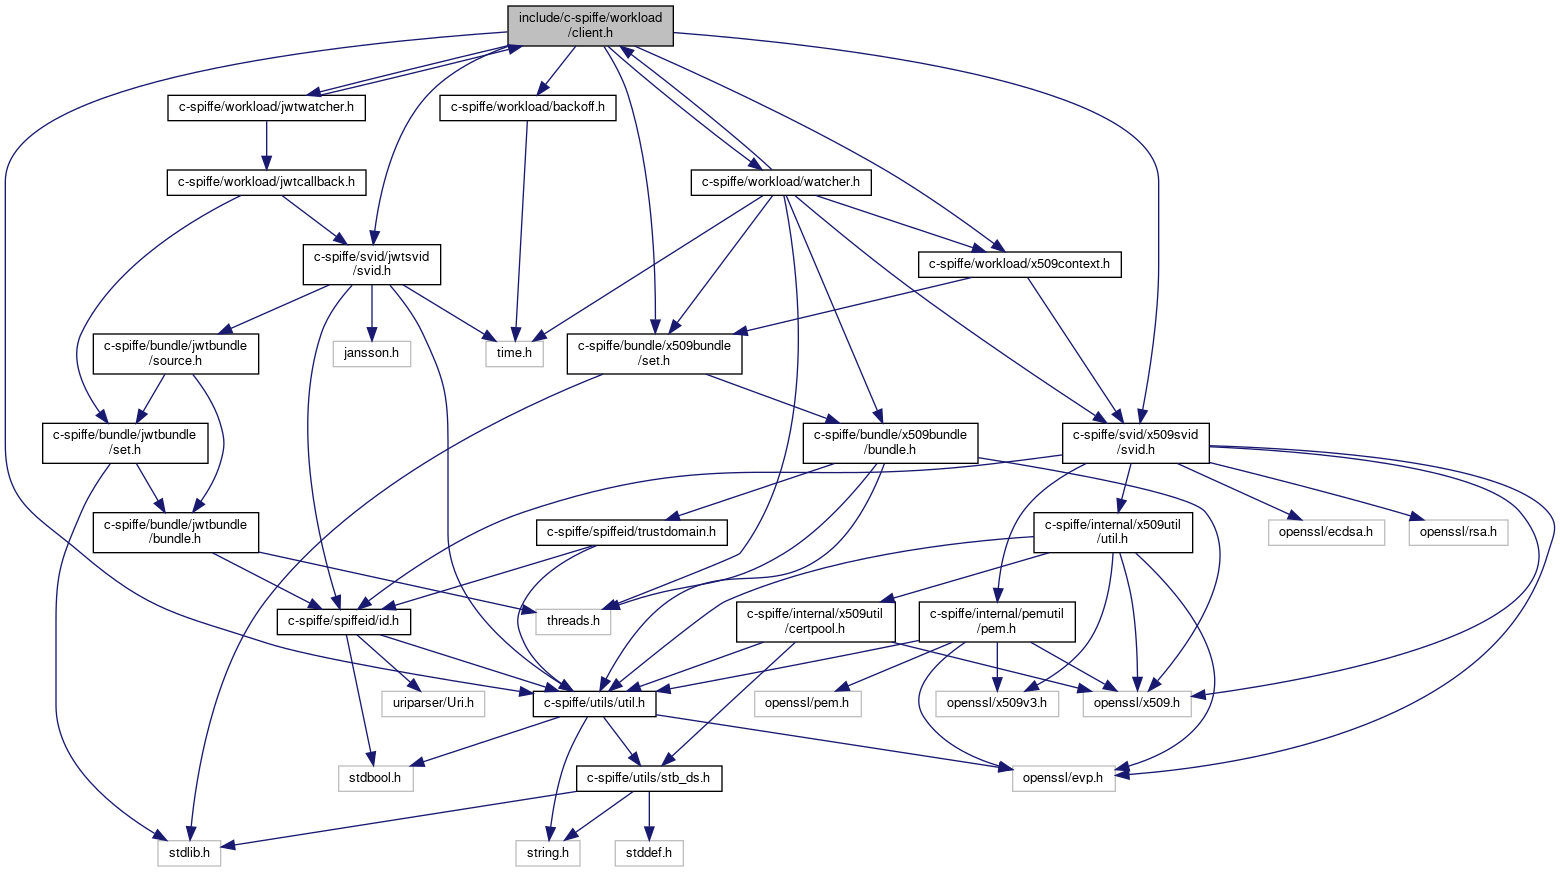 include/c-spiffe/workload
/client.h
c-spiffe/workload/jwtwatcher.h
c-spiffe/workload/backoff.h
c-spiffe/workload/jwtcallback.h
c-spiffe/workload/watcher.h
c-spiffe/svid/jwtsvid
/svid.h
c-spiffe/workload/x509context.h
c-spiffe/bundle/jwtbundle
/source.h
jansson.h
time.h
c-spiffe/bundle/x509bundle
/set.h
c-spiffe/bundle/jwtbundle
/set.h
c-spiffe/bundle/x509bundle
/bundle.h
c-spiffe/svid/x509svid
/svid.h
c-spiffe/bundle/jwtbundle
/bundle.h
c-spiffe/spiffeid/trustdomain.h
c-spiffe/internal/x509util
/util.h
openssl/ecdsa.h
openssl/rsa.h
c-spiffe/spiffeid/id.h
threads.h
c-spiffe/internal/x509util
/certpool.h
c-spiffe/internal/pemutil
/pem.h
uriparser/Uri.h
c-spiffe/utils/util.h
openssl/pem.h
openssl/x509v3.h
openssl/x509.h
stdbool.h
c-spiffe/utils/stb_ds.h
openssl/evp.h
stdlib.h
string.h
stddef.h